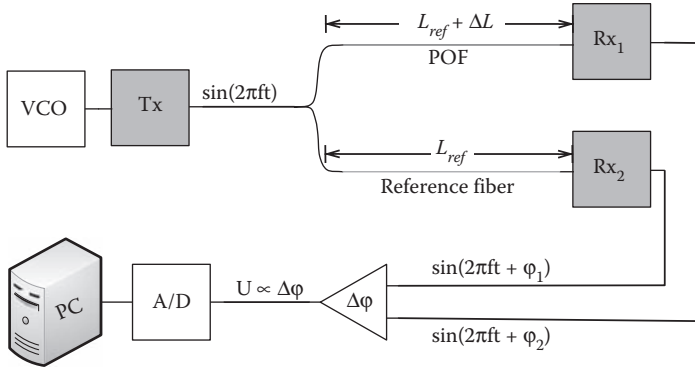 L_ref + ΔL
POF
Rx₁
VCO
Tx
sin(2πft)
L_ref
Reference fiber
Rx₂
sin(2πft + φ₁)
PC
A/D
U ∝ Δφ
Δφ
sin(2πft + φ₂)